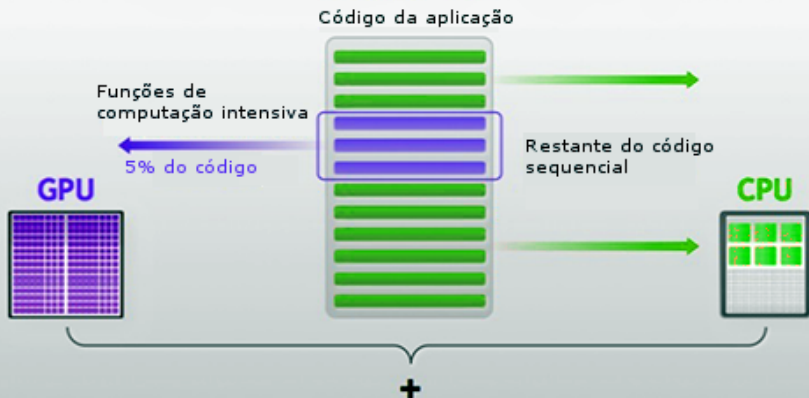 Código da aplicação
Funções de
computação intensiva
5% do código
Restante do código
sequencial
GPU
CPU
+